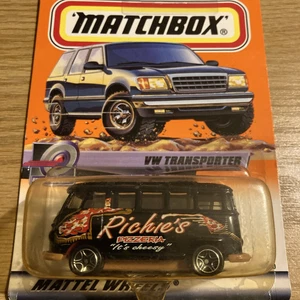 MATCHBOX®
VW TRANSPORTER
Richie's
PIZZERIA
"It's cheesy"
MATTEL WHEELS